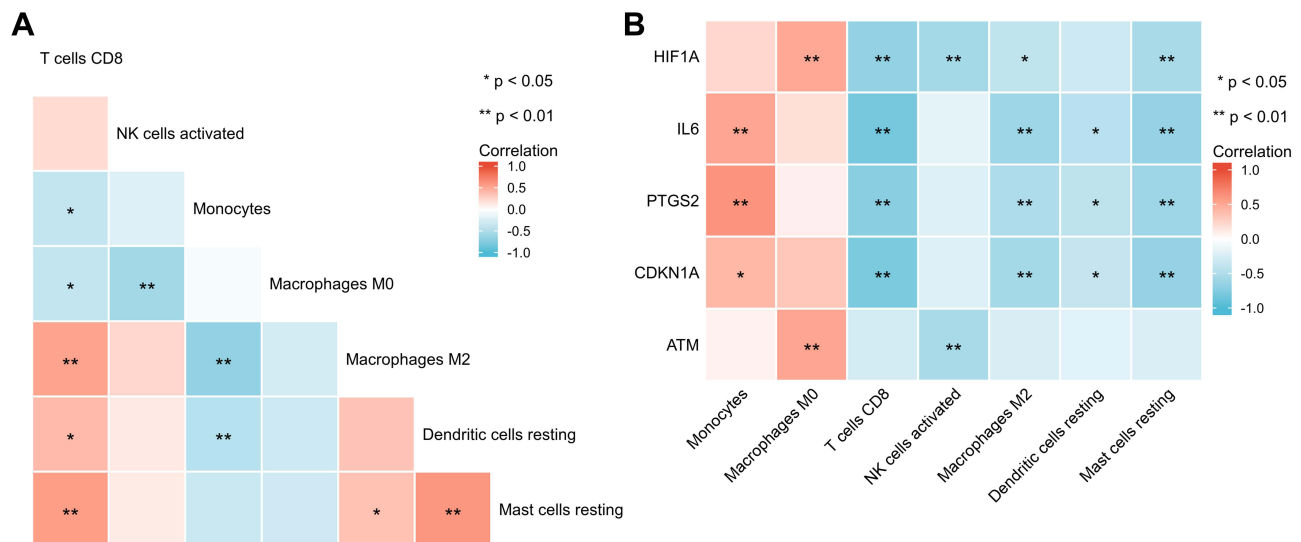 A
T cells CD8
NK cells activated
Monocytes
Macrophages M0
Macrophages M2
Dendritic cells resting
Mast cells resting
* p < 0.05
** p < 0.01
Correlation
1.0
0.5
0.0
-0.5
-1.0
*
* **
** **
* **
** * **
B
HIF1A ** ** ** * **
IL6 ** ** ** * **
PTGS2 ** ** ** * **
CDKN1A * ** ** * **
ATM ** **
Monocytes
Macrophages M0
T cells CD8
NK cells activated
Macrophages M2
Dendritic cells resting
Mast cells resting
* p < 0.05
** p < 0.01
Correlation
1.0
0.5
0.0
-0.5
-1.0